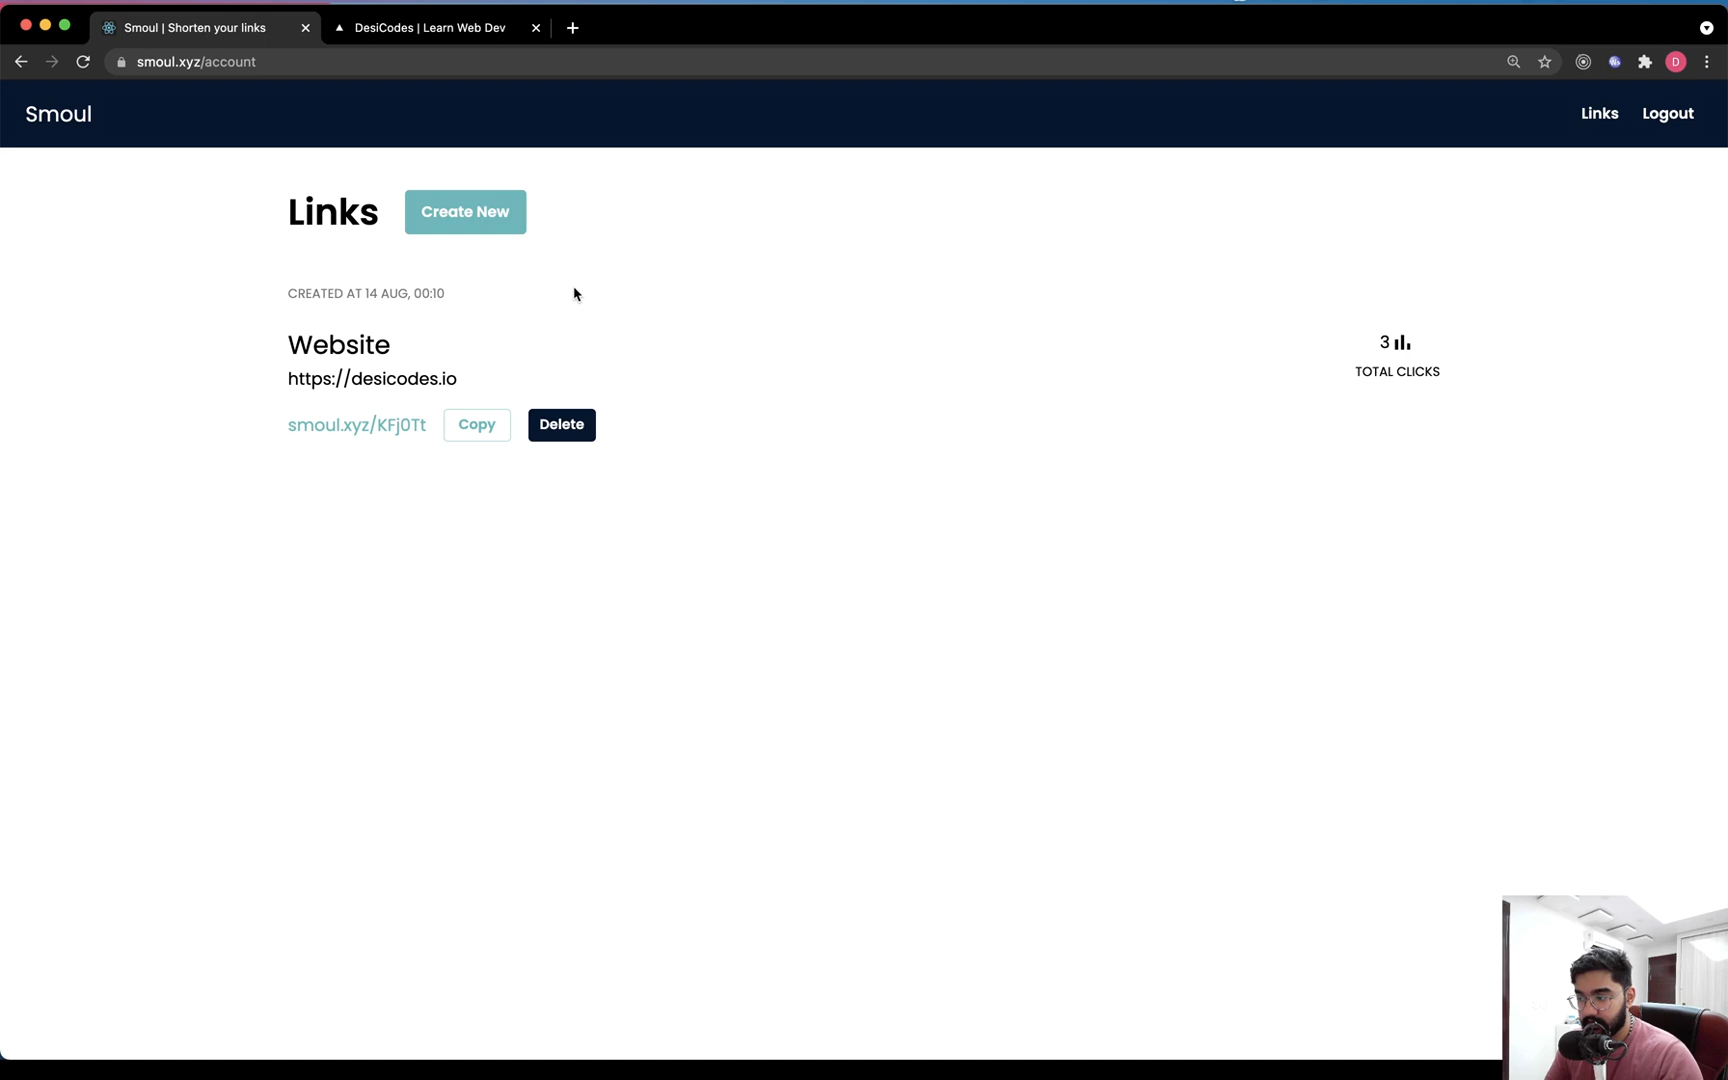 Smoul | Shorten your links
DesiCodes | Learn Web Dev
smoul.xyz/account
D
Smoul
Links
Logout
Links
Create New
CREATED AT 14 AUG, 00:10
Website
https://desicodes.io
smoul.xyz/KFj0Tt
Copy
Delete
3
TOTAL CLICKS